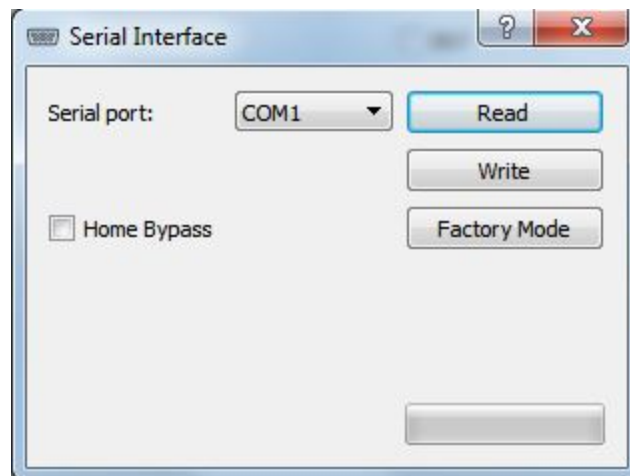 Serial Interface
Serial port: COM1 Read
Write
Home Bypass Factory Mode